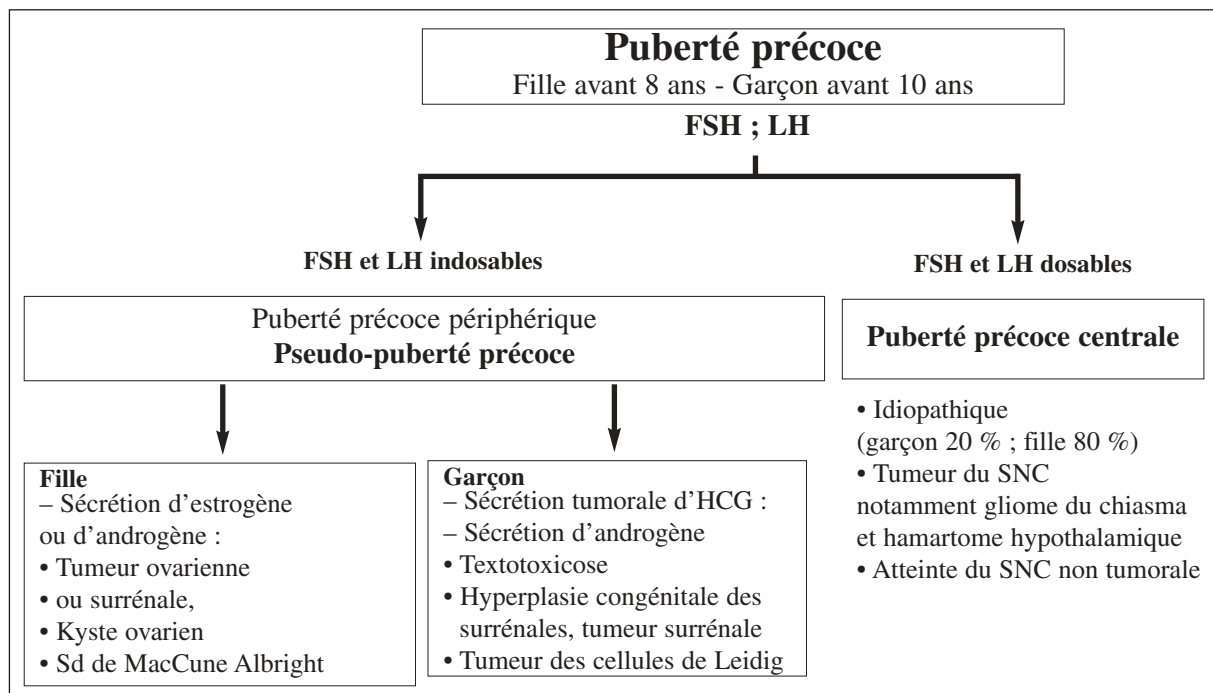 Puberté précoce
Fille avant 8 ans - Garçon avant 10 ans
FSH ; LH
FSH et LH indosables
FSH et LH dosables
Puberté précoce périphérique
Pseudo-puberté précoce
Puberté précoce centrale
• Idiopathique
(garçon 20 % ; fille 80 %)
• Tumeur du SNC
notamment gliome du chiasma
et hamartome hypothalamique
• Atteinte du SNC non tumorale
Fille
– Sécrétion d’estrogène
ou d’androgène :
• Tumeur ovarienne
• ou surrénale,
• Kyste ovarien
• Sd de MacCune Albright
Garçon
– Sécrétion tumorale d’HCG :
– Sécrétion d’androgène
• Textotoxicose
• Hyperplasie congénitale des
surrénales, tumeur surrénale
• Tumeur des cellules de Leidig